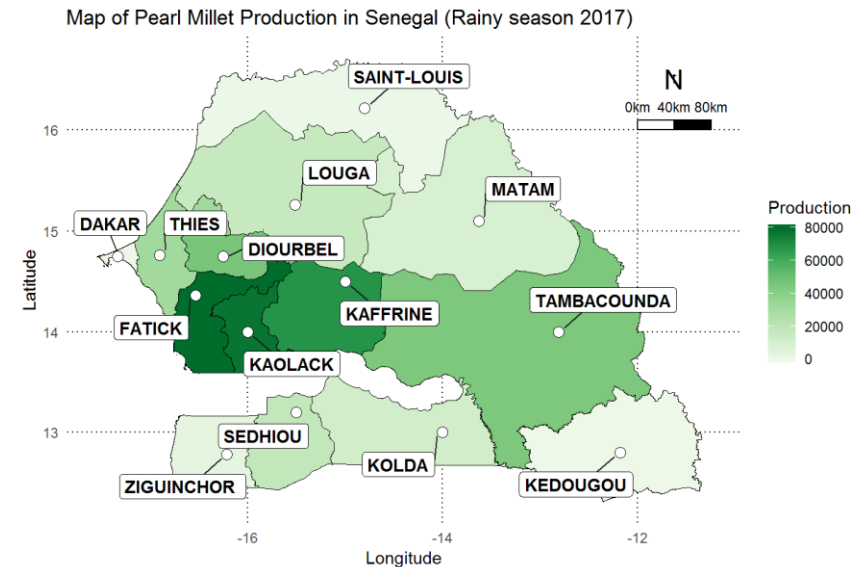 Map of Pearl Millet Production in Senegal (Rainy season 2017)
SAINT-LOUIS
N
0km 40km 80km
16
LOUGA
MATAM
Production
DAKAR
THIES
80000
15
DIOURBEL
60000
Latitude
TAMBACOUNDA
40000
KAFFRINE
20000
FATICK
14
0
KAOLACK
13
SEDHIOU
KOLDA
ZIGUINCHOR
KEDOUGOU
-16
-14
-12
Longitude